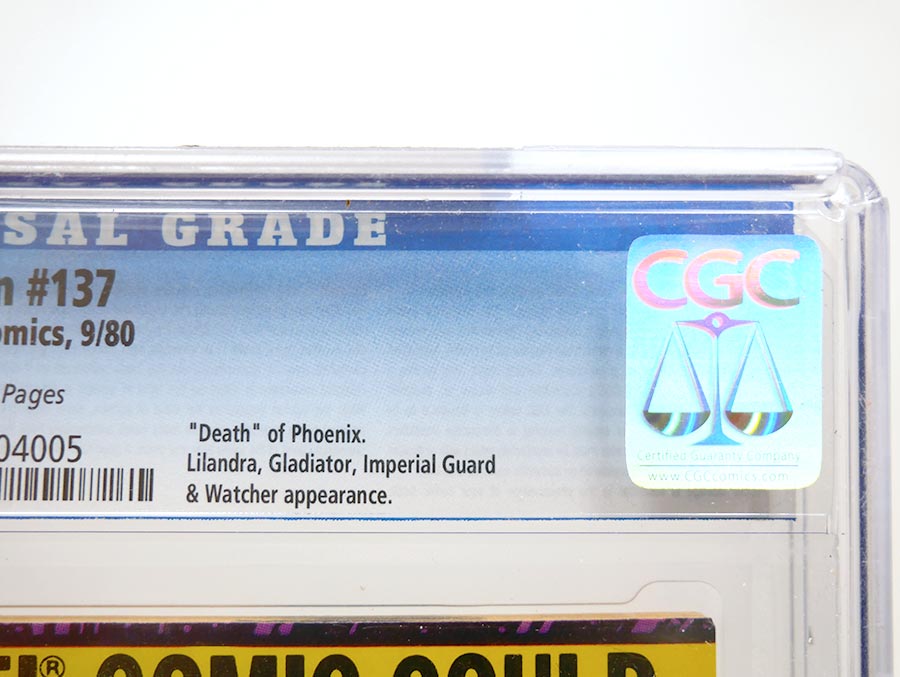 SAL GRADE
n #137
omics, 9/80
Pages
04005
"Death" of Phoenix.
Lilandra, Gladiator, Imperial Guard
& Watcher appearance.
CGC
Certified Guaranty Company
www.CGCcomics.com
® COMIC COULD